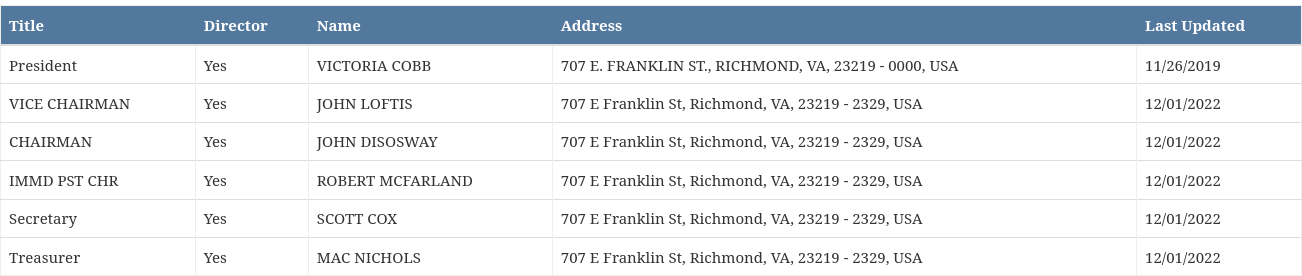 Title Director Name Address Last Updated
President Yes VICTORIA COBB 707 E. FRANKLIN ST., RICHMOND, VA, 23219 - 0000, USA 11/26/2019
VICE CHAIRMAN Yes JOHN LOFTIS 707 E Franklin St, Richmond, VA, 23219 - 2329, USA 12/01/2022
CHAIRMAN Yes JOHN DISOSWAY 707 E Franklin St, Richmond, VA, 23219 - 2329, USA 12/01/2022
IMMD PST CHR Yes ROBERT MCFARLAND 707 E Franklin St, Richmond, VA, 23219 - 2329, USA 12/01/2022
Secretary Yes SCOTT COX 707 E Franklin St, Richmond, VA, 23219 - 2329, USA 12/01/2022
Treasurer Yes MAC NICHOLS 707 E Franklin St, Richmond, VA, 23219 - 2329, USA 12/01/2022